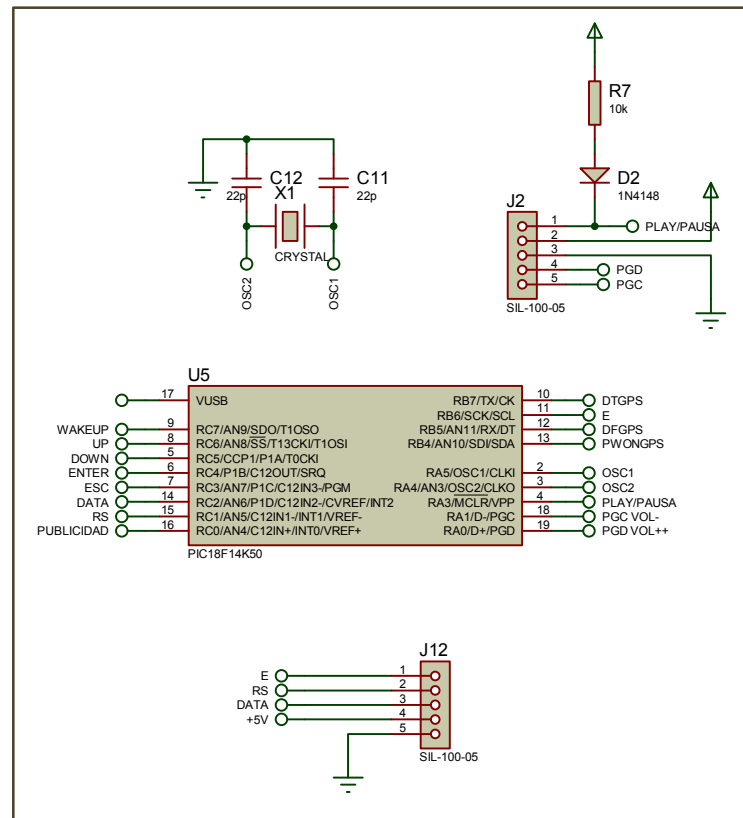 R7
10k
D2
1N4148
C12
22p
X1
CRYSTAL
C11
22p
OSC2
OSC1
J2
1
2
3
4
5
PLAY/PAUSA
PGD
PGC
SIL-100-05
U5
17 VUSB
WAKEUP 9 RC7/AN9/SDO/T1OSO
UP 8 RC6/AN8/SS/T13CKI/T1OSI
DOWN 5 RC5/CCP1/P1A/T0CKI
ENTER 6 RC4/P1B/C12OUT/SRQ
ESC 7 RC3/AN7/P1C/C12IN3-/PGM
DATA 14 RC2/AN6/P1D/C12IN2-/CVREF/INT2
RS 15 RC1/AN5/C12IN1-/INT1/VREF-
PUBLICIDAD 16 RC0/AN4/C12IN+/INT0/VREF+
RB7/TX/CK 10 DTGPS
RB6/SCK/SCL 11 E
RB5/AN11/RX/DT 12 DFGPS
RB4/AN10/SDI/SDA 13 PWONGPS
RA5/OSC1/CLKI 2 OSC1
RA4/AN3/OSC2/CLKO 3 OSC2
RA3/MCLR/VPP 4 PLAY/PAUSA
RA1/D-/PGC 18 PGC VOL-
RA0/D+/PGD 19 PGD VOL++
PIC18F14K50
J12
E 1
RS 2
DATA 3
+5V 4
5
SIL-100-05